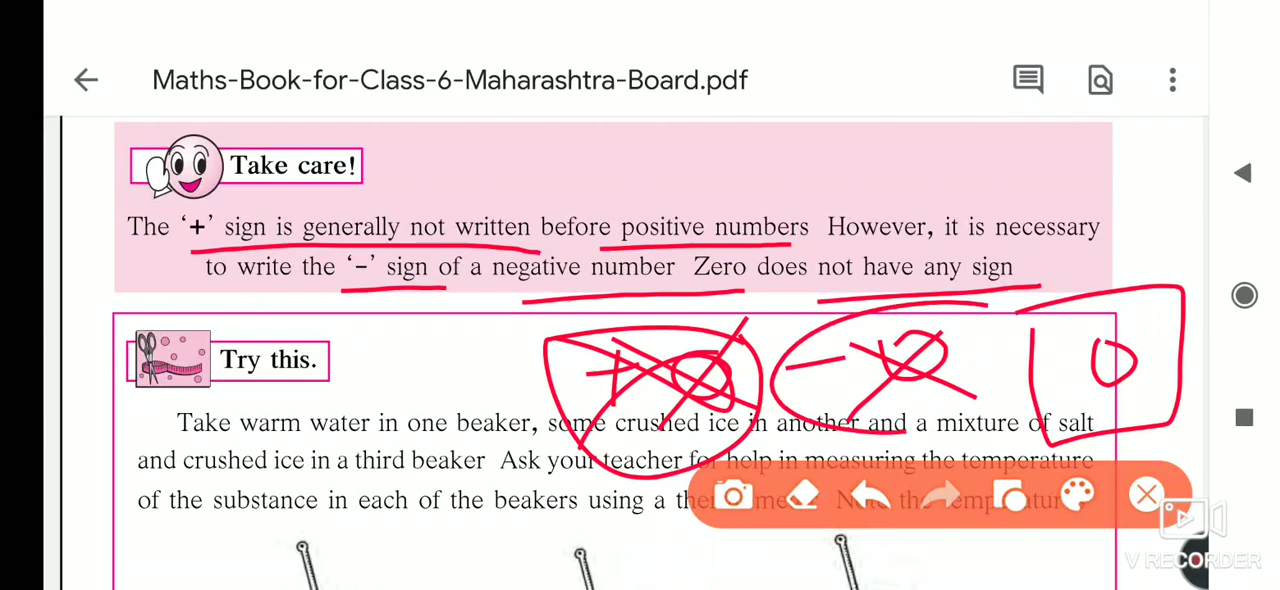 Maths-Book-for-Class-6-Maharashtra-Board.pdf
Take care!
The ‘+’ sign is generally not written before positive numbers However, it is necessary
to write the ‘-’ sign of a negative number Zero does not have any sign
+0 -0 0
Try this.
Take warm water in one beaker, some crushed ice in another and a mixture of salt
and crushed ice in a third beaker Ask your teacher for help in measuring the temperature
of the substance in each of the beakers using a Note the
V RECORDER